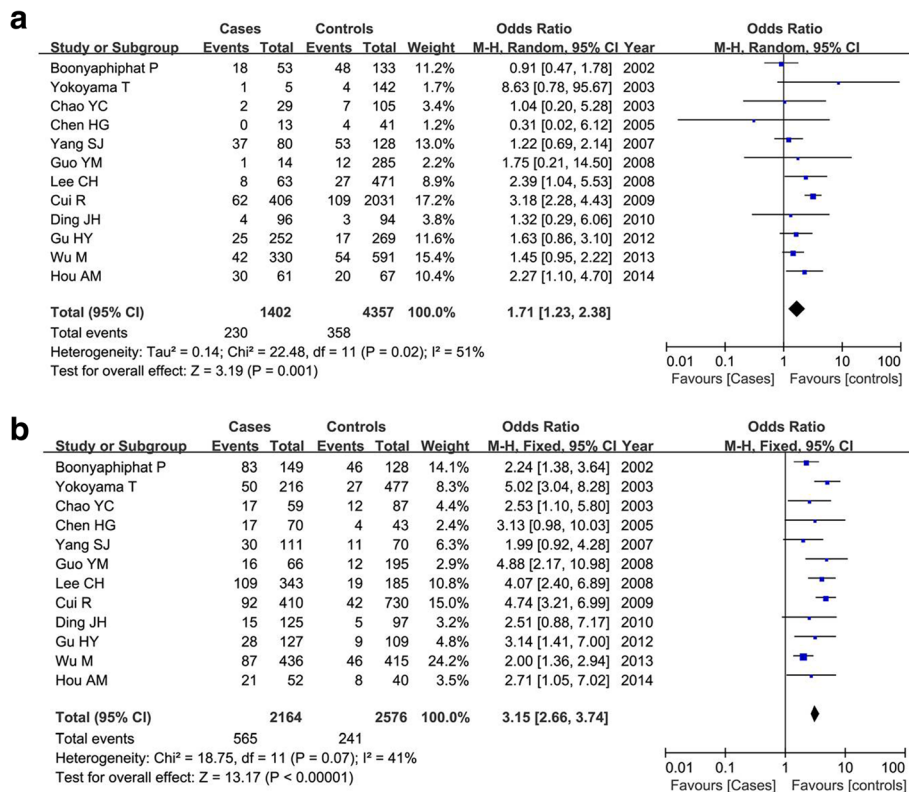 a
Cases Controls Odds Ratio Odds Ratio
Study or Subgroup Events Total Events Total Weight M-H, Random, 95% CI Year M-H, Random, 95% CI
Boonyaphiphat P 18 53 48 133 11.2% 0.91 [0.47, 1.78] 2002
Yokoyama T 1 5 4 142 1.7% 8.63 [0.78, 95.67] 2003
Chao YC 2 29 7 105 3.4% 1.04 [0.20, 5.28] 2003
Chen HG 0 13 4 41 1.2% 0.31 [0.02, 6.12] 2005
Yang SJ 37 80 53 128 12.9% 1.22 [0.69, 2.14] 2007
Guo YM 1 14 12 285 2.2% 1.75 [0.21, 14.50] 2008
Lee CH 8 63 27 471 8.9% 2.39 [1.04, 5.53] 2008
Cui R 62 406 109 2031 17.2% 3.18 [2.28, 4.43] 2009
Ding JH 4 96 3 94 3.8% 1.32 [0.29, 6.06] 2010
Gu HY 25 252 17 269 11.6% 1.63 [0.86, 3.10] 2012
Wu M 42 330 54 591 15.4% 1.45 [0.95, 2.22] 2013
Hou AM 30 61 20 67 10.4% 2.27 [1.10, 4.70] 2014
Total (95% CI) 1402 4357 100.0% 1.71 [1.23, 2.38]
Total events 230 358
Heterogeneity: Tau² = 0.14; Chi² = 22.48, df = 11 (P = 0.02); I² = 51%
Test for overall effect: Z = 3.19 (P = 0.001)
0.01 0.1 1 10 100
Favours [Cases] Favours [controls]
b
Cases Controls Odds Ratio Odds Ratio
Study or Subgroup Events Total Events Total Weight M-H, Fixed, 95% CI Year M-H, Fixed, 95% CI
Boonyaphiphat P 83 149 46 128 14.1% 2.24 [1.38, 3.64] 2002
Yokoyama T 50 216 27 477 8.3% 5.02 [3.04, 8.28] 2003
Chao YC 17 59 12 87 4.4% 2.53 [1.10, 5.80] 2003
Chen HG 17 70 4 43 2.4% 3.13 [0.98, 10.03] 2005
Yang SJ 30 111 11 70 6.3% 1.99 [0.92, 4.28] 2007
Guo YM 16 66 12 195 2.9% 4.88 [2.17, 10.98] 2008
Lee CH 109 343 19 185 10.8% 4.07 [2.40, 6.89] 2008
Cui R 92 410 42 730 15.0% 4.74 [3.21, 6.99] 2009
Ding JH 15 125 5 97 3.2% 2.51 [0.88, 7.17] 2010
Gu HY 28 127 9 109 4.8% 3.14 [1.41, 7.00] 2012
Wu M 87 436 46 415 24.2% 2.00 [1.36, 2.94] 2013
Hou AM 21 52 8 40 3.5% 2.71 [1.05, 7.02] 2014
Total (95% CI) 2164 2576 100.0% 3.15 [2.66, 3.74]
Total events 565 241
Heterogeneity: Chi² = 18.75, df = 11 (P = 0.07); I² = 41%
Test for overall effect: Z = 13.17 (P < 0.00001)
0.01 0.1 1 10 100
Favours [Cases] Favours [controls]